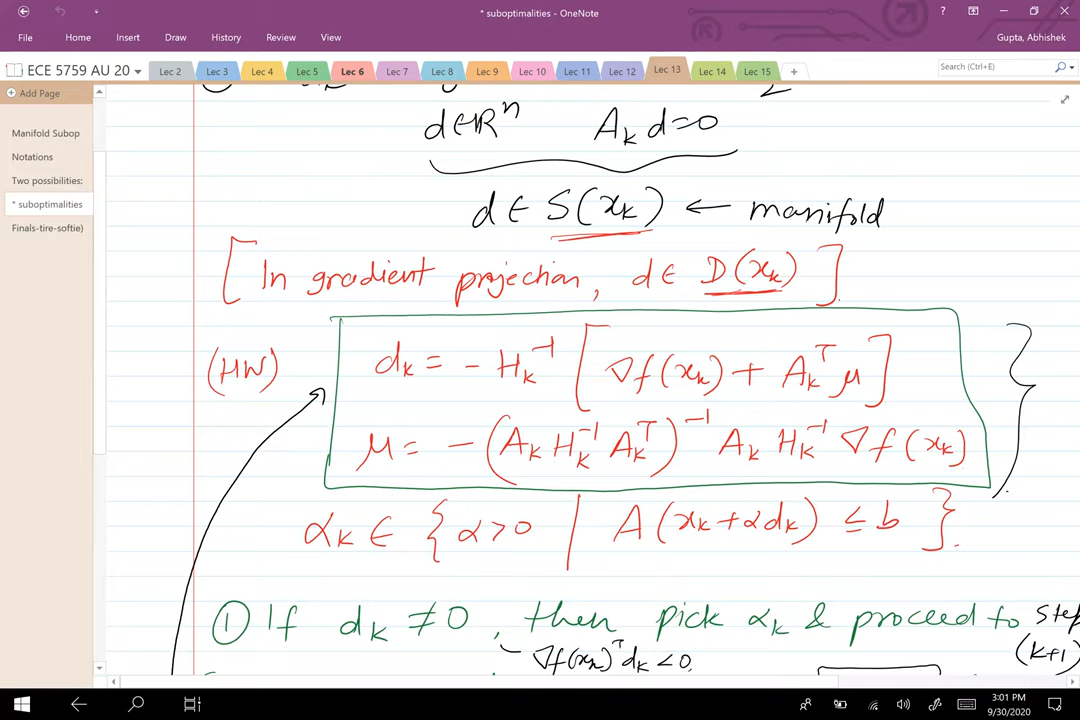 * suboptimalities - OneNote
?
File Home Insert Draw History Review View
Gupta, Abhishek
ECE 5759 AU 20 Lec 2 Lec 3 Lec 4 Lec 5 Lec 6 Lec 7 Lec 8 Lec 9 Lec 10 Lec 11 Lec 12 Lec 13 Lec 14 Lec 15 +
Search (Ctrl+E)
Add Page
Manifold Subop
Notations
Two possibilities:
* suboptimalities
Finals-tire-softie)
2
d∈ℝⁿ A_k d=0
d ∈ S(x_k) ← manifold
[In gradient projection, d∈ D(x_k)]
(HW) d_k = - H_k^{-1} [∇f(x_k) + A_k^T μ]
μ = - (A_k H_k^{-1} A_k^T)^{-1} A_k H_k^{-1} ∇f(x_k)
α_k ∈ {α>0 | A(x_k+αd_k) ≤ b}.
① If d_k ≠ 0, then pick α_k & proceed to step (k+1)
∇f(x_k)^T d_k < 0.
3:01 PM
9/30/2020